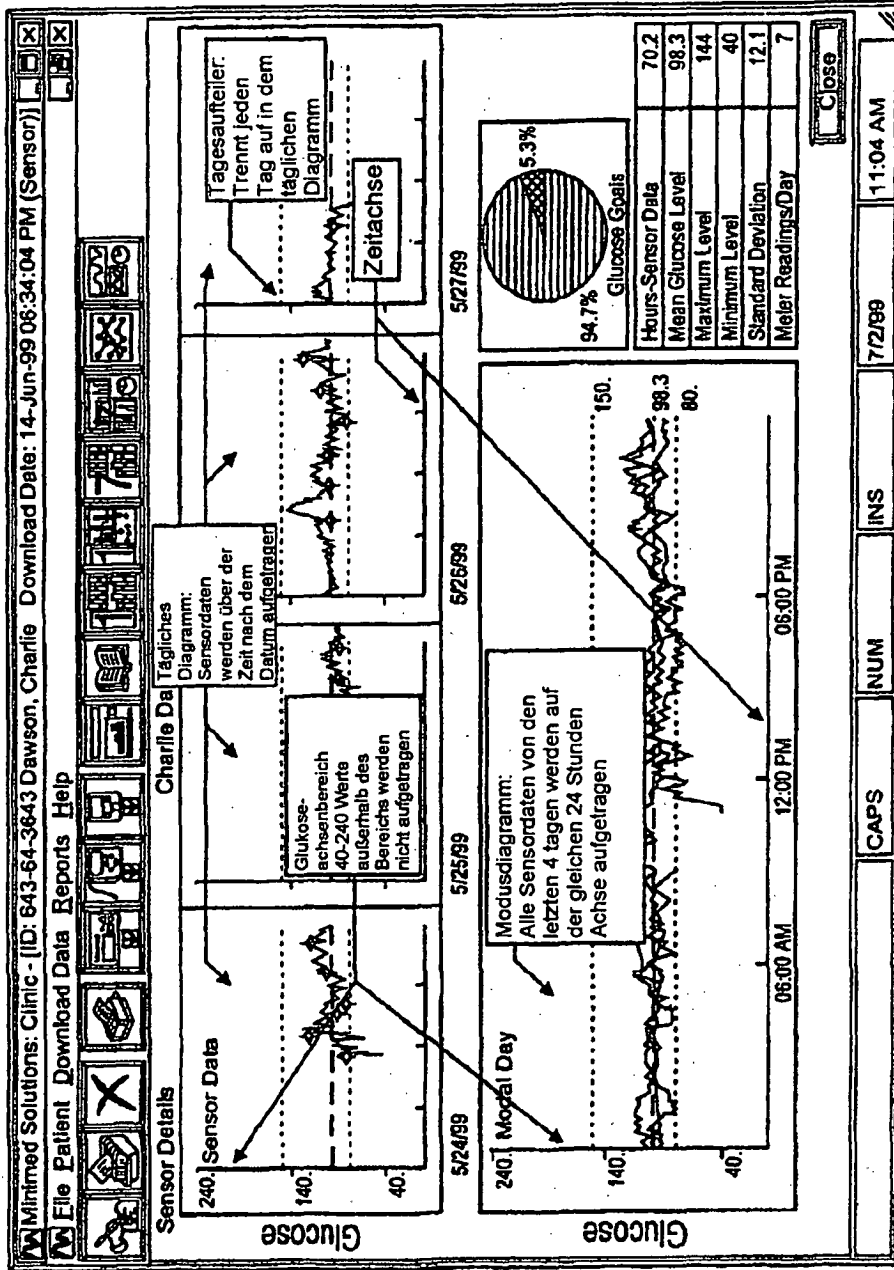 Minimed Solutions: Clinic - [ID: 643-64-3643 Dawson, Charlie Download Date: 14-Jun-99 06:34:04 PM (Sensor)]
File Patient Download Data Reports Help
Sensor Details
Charlie Da
Glucose
240.
Sensor Data
140.
40.
5/24/99
5/25/99
5/26/99
5/27/99
Tägliches
Diagramm:
Sensordaten
werden über der
Zeit nach dem
Datum aufgetragen
Tagesaufteiler:
Trennt jeden
Tag auf in dem
täglichen
Diagramm
Glukose-
achsenbereich
40-240 Werte
außerhalb des
Bereichs werden
nicht aufgetragen
Zeitachse
Glucose
240.
Modal Day
140.
40.
Modusdiagramm:
Alle Sensordaten von den
letzten 4 tagen werden auf
der gleichen 24 Stunden
Achse aufgetragen
150.
98.3
80.
06:00 AM
12:00 PM
06:00 PM
94.7%
5.3%
Glucose Goals
Hours-Sensor Data 70.2
Mean Glucose Level 98.3
Maximum Level 144
Minimum Level 40
Standard Deviation 12.1
Meter Readings/Day 7
Close
CAPS NUM INS 7/2/99 11:04 AM